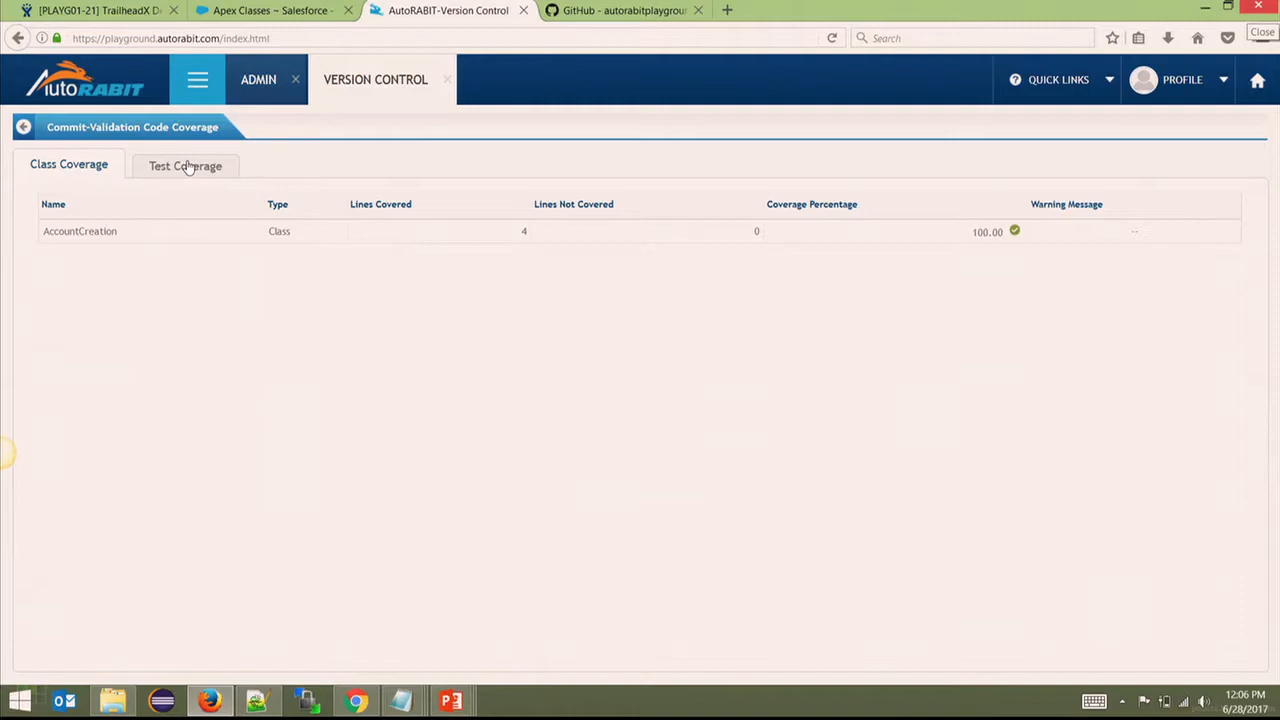 [PLAYG01-21] TrailheadX D
Apex Classes ~ Salesforce -
AutoRABIT-Version Control
GitHub - autorabitplaygroun
https://playground.autorabit.com/index.html
Search
Close
AutoRABIT
ADMIN
VERSION CONTROL
QUICK LINKS
PROFILE
Commit-Validation Code Coverage
Class Coverage
Test Coverage
Name Type Lines Covered Lines Not Covered Coverage Percentage Warning Message
AccountCreation Class 4 0 100.00 --
12:06 PM
6/28/2017